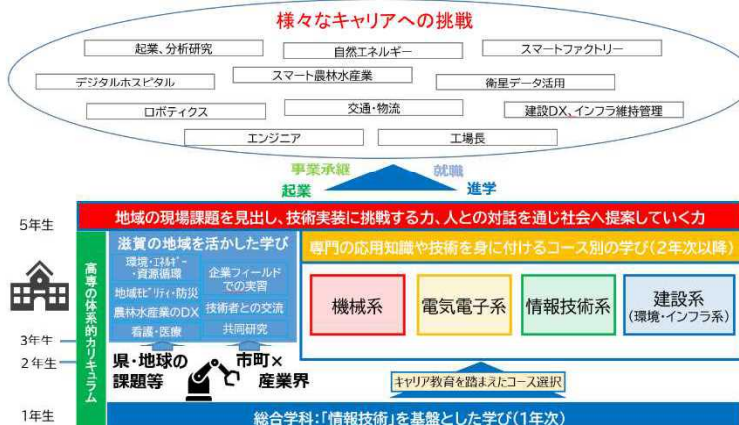 様々なキャリアへの挑戦
起業、分析研究
自然エネルギー
スマートファクトリー
デジタルホスピタル
スマート農林水産業
衛星データ活用
ロボティクス
交通・物流
建設DX、インフラ維持管理
エンジニア
工場長
事業承継
就職
起業
進学
5年生
地域の現場課題を見出し、技術実装に挑戦する力、人との対話を通じ社会へ提案していく力
高専の体系的カリキュラム
滋賀の地域を活かした学び
環境・エネルギー
・資源循環
企業フィールド
での実習
地域モビリティ・防災
農林水産業のDX
技術者との交流
看護・医療
共同研究
専門の応用知識や技術を身に付けるコース別の学び(2年次以降)
機械系
電気電子系
情報技術系
建設系
(環境・インフラ系)
3年生
2年生
県・地球の
課題等
市町×
産業界
キャリア教育を踏まえたコース選択
1年生
総合学科:「情報技術」を基盤とした学び(1年次)